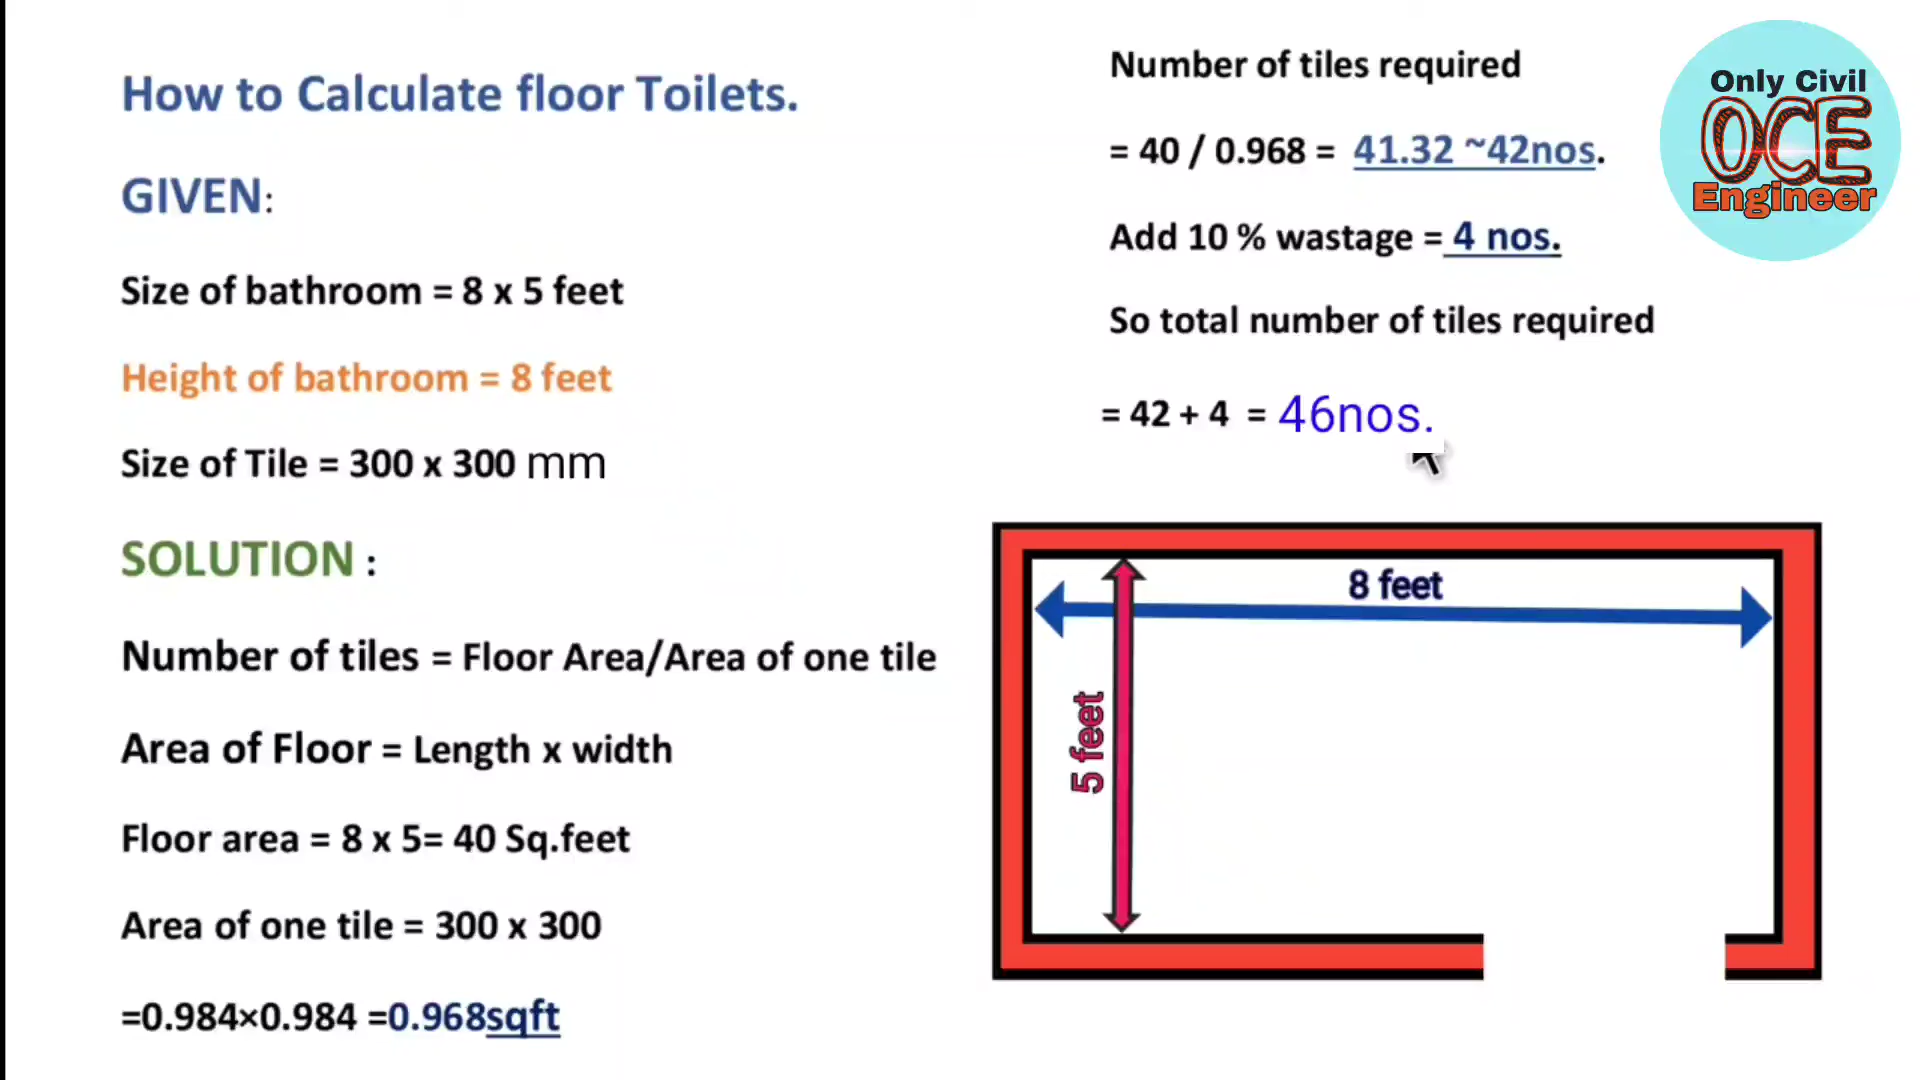 How to Calculate floor Toilets.
GIVEN:
Size of bathroom = 8 x 5 feet
Height of bathroom = 8 feet
Size of Tile = 300 x 300 mm
SOLUTION :
Number of tiles = Floor Area/Area of one tile
Area of Floor = Length x width
Floor area = 8 x 5= 40 Sq.feet
Area of one tile = 300 x 300
=0.984×0.984 =0.968sqft
Number of tiles required
= 40 / 0.968 = 41.32 ~42nos.
Add 10 % wastage = 4 nos.
So total number of tiles required
= 42 + 4 = 46nos.
8 feet
5 feet
Only Civil
OCE
Engineer